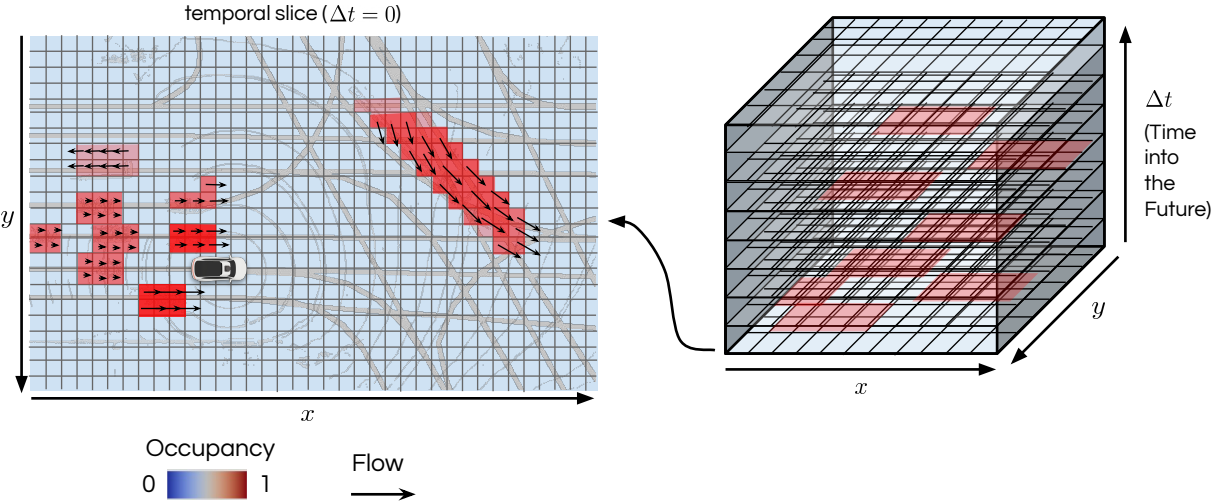 temporal slice (Δt = 0)
y
x
Occupancy
0
1
Flow
Δt
(Time
into
the
Future)
y
x